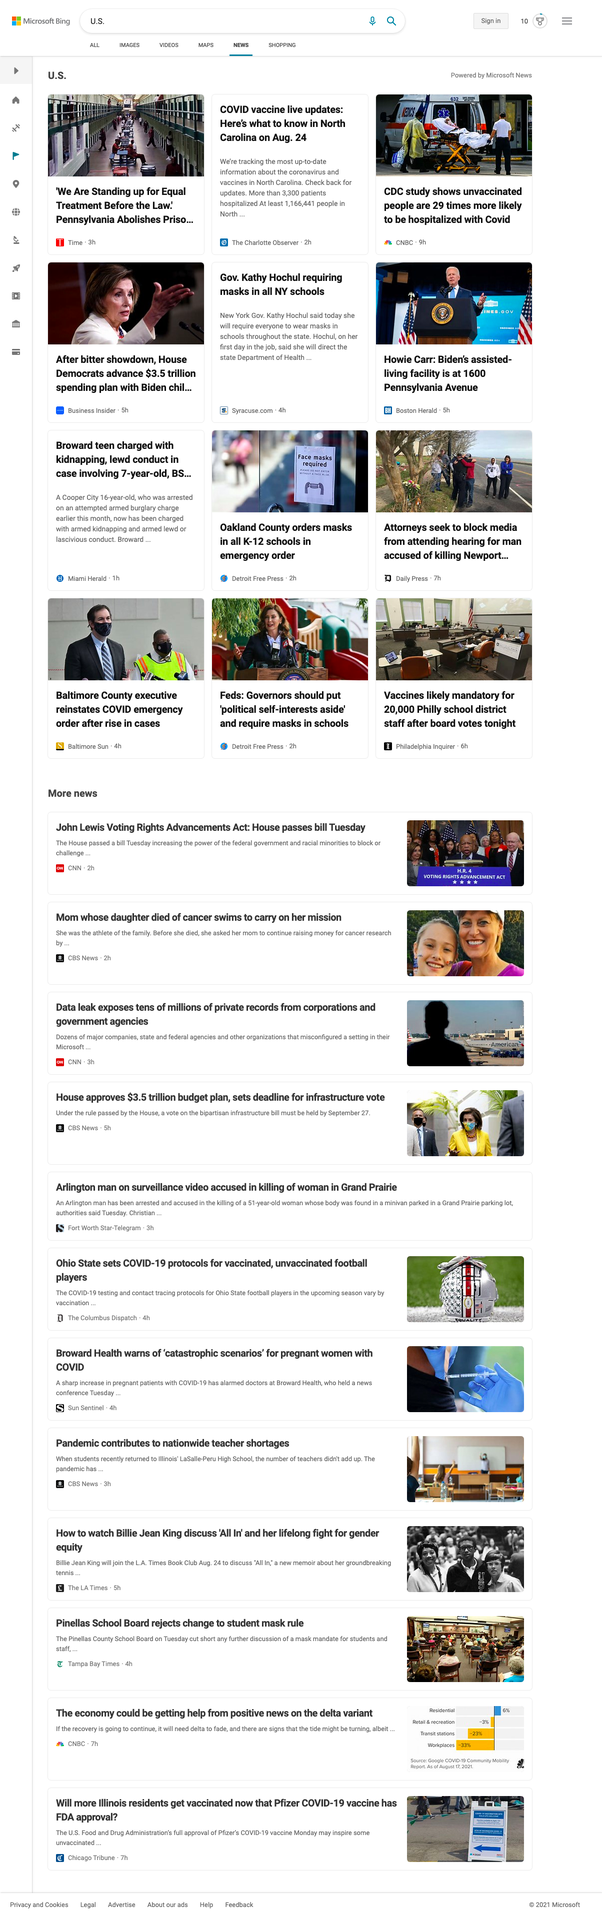 Microsoft Bing
U.S.
Sign in
10
ALL
IMAGES
VIDEOS
MAPS
NEWS
SHOPPING
U.S.
Powered by Microsoft News
COVID vaccine live updates:
Here's what to know in North
Carolina on Aug. 24
We're tracking the most up-to-date
information about the coronavirus and
vaccines in North Carolina. Check back for
updates. More than 3,300 patients
hospitalized At least 1,166,441 people in
North ...
The Charlotte Observer · 2h
'We Are Standing up for Equal
Treatment Before the Law.'
Pennsylvania Abolishes Priso...
Time · 3h
CDC study shows unvaccinated
people are 29 times more likely
to be hospitalized with Covid
CNBC · 9h
After bitter showdown, House
Democrats advance $3.5 trillion
spending plan with Biden chil...
Business Insider · 5h
Gov. Kathy Hochul requiring
masks in all NY schools
New York Gov. Kathy Hochul said today she
will require everyone to wear masks in
schools throughout the state. Hochul, on her
first day in the job, said she will direct the
state Department of Health ...
Syracuse.com · 4h
Howie Carr: Biden's assisted-
living facility is at 1600
Pennsylvania Avenue
Boston Herald · 5h
Broward teen charged with
kidnapping, lewd conduct in
case involving 7-year-old, BS...
A Cooper City 16-year-old, who was arrested
on an attempted armed burglary charge
earlier this month, now has been charged
with armed kidnapping and armed lewd or
lascivious conduct. Broward ...
Miami Herald · 1h
Face masks
required
Oakland County orders masks
in all K-12 schools in
emergency order
Detroit Free Press · 2h
Attorneys seek to block media
from attending hearing for man
accused of killing Newport...
Daily Press · 7h
Baltimore County executive
reinstates COVID emergency
order after rise in cases
Baltimore Sun · 4h
Feds: Governors should put
'political self-interests aside'
and require masks in schools
Detroit Free Press · 2h
Vaccines likely mandatory for
20,000 Philly school district
staff after board votes tonight
Philadelphia Inquirer · 6h
More news
John Lewis Voting Rights Advancements Act: House passes bill Tuesday
The House passed a bill Tuesday increasing the power of the federal government and racial minorities to block or
challenge ...
CNN · 2h
H.R. 4
VOTING RIGHTS ADVANCEMENT ACT
Mom whose daughter died of cancer swims to carry on her mission
She was the athlete of the family. Before she died, she asked her mom to continue raising money for cancer research
by ...
CBS News · 2h
Data leak exposes tens of millions of private records from corporations and
government agencies
Dozens of major companies, state and federal agencies and other organizations that misconfigured a setting in their
Microsoft ...
CNN · 3h
American
House approves $3.5 trillion budget plan, sets deadline for infrastructure vote
Under the rule passed by the House, a vote on the bipartisan infrastructure bill must be held by September 27.
CBS News · 5h
Arlington man on surveillance video accused in killing of woman in Grand Prairie
An Arlington man has been arrested and accused in the killing of a 51-year-old woman whose body was found in a minivan parked in a Grand Prairie parking lot,
authorities said Tuesday. Christian ...
Fort Worth Star-Telegram · 3h
Ohio State sets COVID-19 protocols for vaccinated, unvaccinated football
players
The COVID-19 testing and contact tracing protocols for Ohio State football players in the upcoming season vary by
vaccination ...
The Columbus Dispatch · 4h
EQUALITY
Broward Health warns of 'catastrophic scenarios' for pregnant women with
COVID
A sharp increase in pregnant patients with COVID-19 has alarmed doctors at Broward Health, who held a news
conference Tuesday ...
Sun Sentinel · 4h
Pandemic contributes to nationwide teacher shortages
When students recently returned to Illinois' LaSalle-Peru High School, the number of teachers didn't add up. The
pandemic has ...
CBS News · 3h
How to watch Billie Jean King discuss 'All In' and her lifelong fight for gender
equity
Billie Jean King will join the L.A. Times Book Club Aug. 24 to discuss "All In," a new memoir about her groundbreaking
tennis ...
The LA Times · 5h
Pinellas School Board rejects change to student mask rule
The Pinellas County School Board on Tuesday cut short any further discussion of a mask mandate for students and
staff, ...
Tampa Bay Times · 4h
The economy could be getting help from positive news on the delta variant
If the recovery is going to continue, it will need delta to fade, and there are signs that the tide might be turning, albeit ...
CNBC · 7h
Residential 6%
Retail & recreation -3%
Transit stations -23%
Workplaces -33%
Source: Google COVID-19 Community Mobility
Report. As of August 17, 2021.
Will more Illinois residents get vaccinated now that Pfizer COVID-19 vaccine has
FDA approval?
The U.S. Food and Drug Administration's full approval of Pfizer's COVID-19 vaccine Monday may inspire some
unvaccinated ...
Chicago Tribune · 7h
Privacy and Cookies
Legal
Advertise
About our ads
Help
Feedback
© 2021 Microsoft